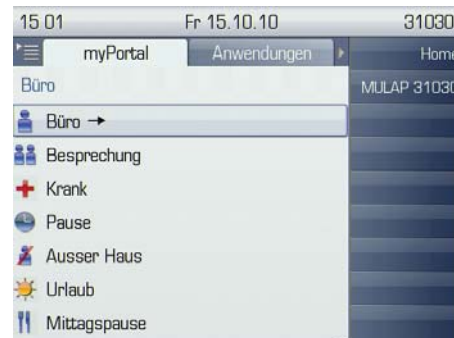 15 01 Fr 15.10.10 31030
myPortal Anwendungen Home
Büro MULAP 31030
Büro →
Besprechung
Krank
Pause
Ausser Haus
Urlaub
Mittagspause